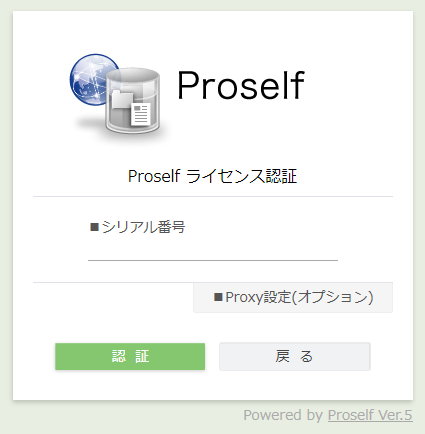 Proself
Proself ライセンス認証
■シリアル番号
■Proxy設定(オプション)
認 証
戻 る
Powered by Proself Ver.5